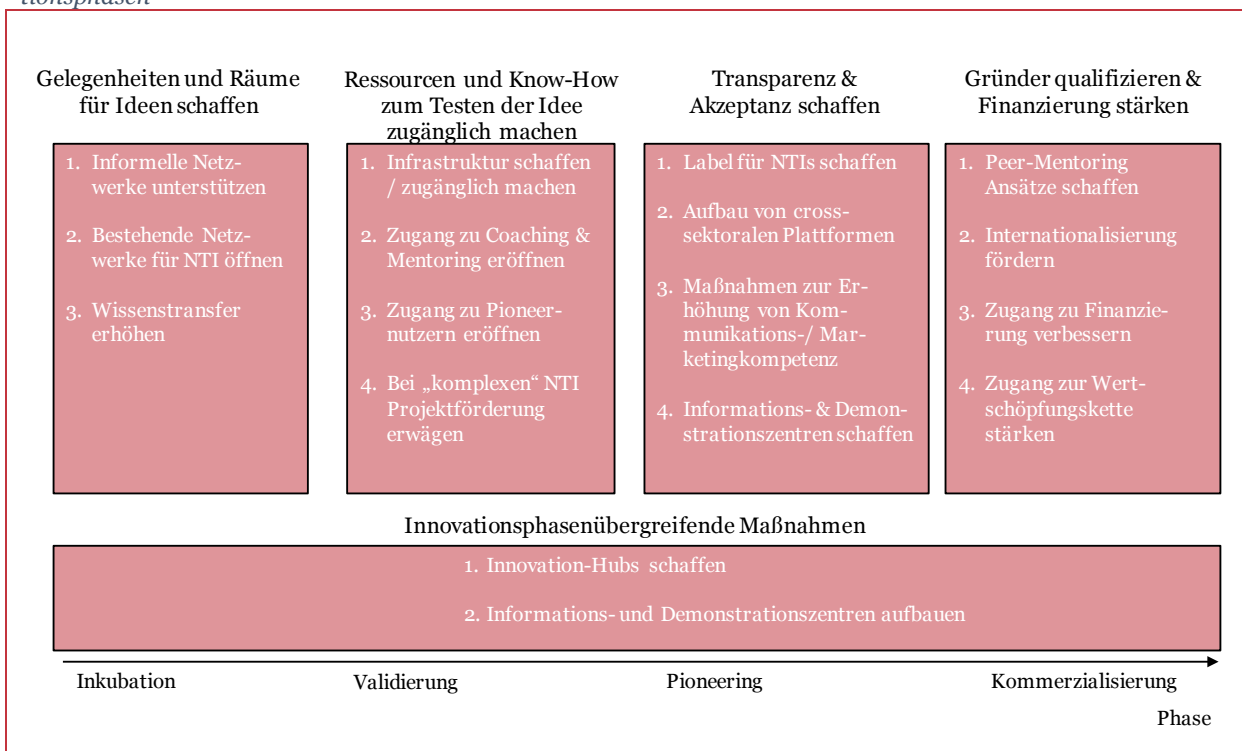 tionsphasen
Gelegenheiten und Räume
für Ideen schaffen
1. Informelle Netz-
werke unterstützen
2. Bestehende Netz-
werke für NTI öffnen
3. Wissenstransfer
erhöhen
Ressourcen und Know-How
zum Testen der Idee
zugänglich machen
1. Infrastruktur schaffen
/ zugänglich machen
2. Zugang zu Coaching &
Mentoring eröffnen
3. Zugang zu Pioneer-
nutzern eröffnen
4. Bei „komplexen“ NTI
Projektförderung
erwägen
Transparenz &
Akzeptanz schaffen
1. Label für NTIs schaffen
2. Aufbau von cross-
sektoralen Plattformen
3. Maßnahmen zur Er-
höhung von Kom-
munikations-/ Mar-
ketingkompetenz
4. Informations- & Demon-
strationszentren schaffen
Gründer qualifizieren &
Finanzierung stärken
1. Peer-Mentoring
Ansätze schaffen
2. Internationalisierung
fördern
3. Zugang zu Finanzie-
rung verbessern
4. Zugang zur Wert-
schöpfungskette
stärken
Innovationsphasenübergreifende Maßnahmen
1. Innovation-Hubs schaffen
2. Informations- und Demonstrationszentren aufbauen
Inkubation
Validierung
Pioneering
Kommerzialisierung
Phase